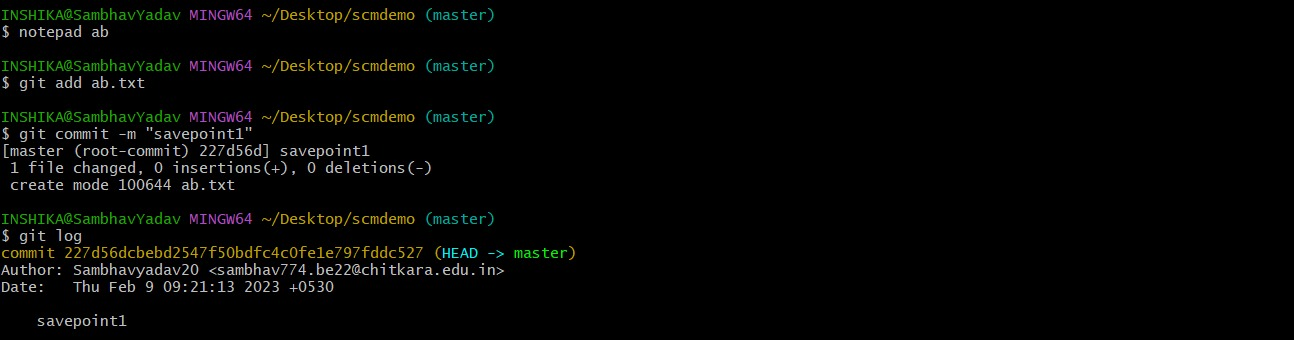 INSHIKA@SambhavYadav MINGW64 ~/Desktop/scmdemo (master)
$ notepad ab
INSHIKA@SambhavYadav MINGW64 ~/Desktop/scmdemo (master)
$ git add ab.txt
INSHIKA@SambhavYadav MINGW64 ~/Desktop/scmdemo (master)
$ git commit -m "savepoint1"
[master (root-commit) 227d56d] savepoint1
 1 file changed, 0 insertions(+), 0 deletions(-)
 create mode 100644 ab.txt
INSHIKA@SambhavYadav MINGW64 ~/Desktop/scmdemo (master)
$ git log
commit 227d56dcbebd2547f50bdfc4c0fe1e797fddc527 (HEAD -> master)
Author: Sambhavyadav20 <sambhav774.be22@chitkara.edu.in>
Date:   Thu Feb 9 09:21:13 2023 +0530
    savepoint1